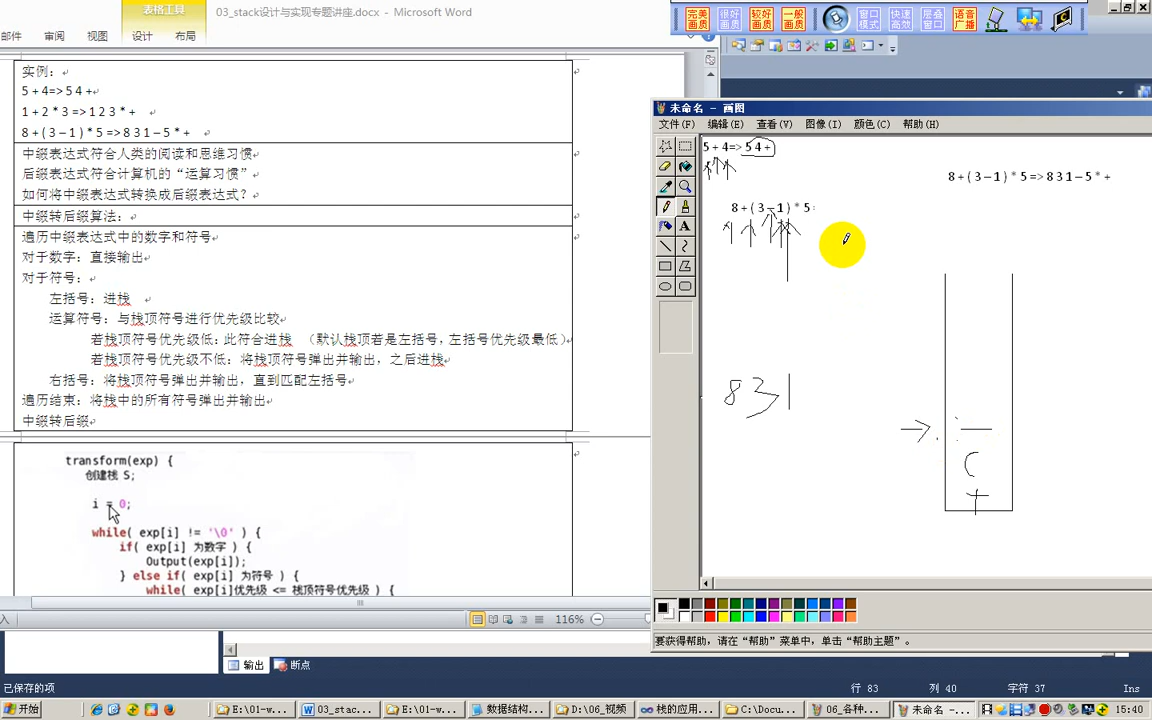 表格工具
03_stack设计与实现专题讲座.docx - Microsoft Word
邮件 审阅 视图 设计 布局
完美画质 很好画质 较好画质 一般画质 窗口模式 快速高效 层叠窗口 语音广播
实例:
5 + 4=> 5 4 +
1 + 2 * 3 => 1 2 3 * +
8 + ( 3 – 1 ) * 5 => 8 3 1 – 5 * +
中缀表达式符合人类的阅读和思维习惯
后缀表达式符合计算机的“运算习惯”
如何将中缀表达式转换成后缀表达式?
中缀转后缀算法:
遍历中缀表达式中的数字和符号
对于数字: 直接输出
对于符号:
左括号: 进栈
运算符号: 与栈顶符号进行优先级比较
若栈顶符号优先级低: 此符合进栈 (默认栈顶若是左括号, 左括号优先级最低)
若栈顶符号优先级不低: 将栈顶符号弹出并输出, 之后进栈
右括号: 将栈顶符号弹出并输出, 直到匹配左括号
遍历结束: 将栈中的所有符号弹出并输出
中缀转后缀
transform(exp) {
创建栈 S;
i = 0;
while( exp[i] != '\0' ) {
if( exp[i] 为数字 ) {
Output(exp[i]);
} else if( exp[i] 为符号 ) {
while( exp[i]优先级 <= 栈顶符号优先级 ) {
入 116%
输出 断点
已保存的项 行 83 列 40 字符 37 Ins
未命名 - 画图
文件(F) 编辑(E) 查看(V) 图像(I) 颜色(C) 帮助(H)
5 + 4=> 5 4 +
8 + ( 3 – 1 ) * 5 => 8 3 1 – 5 * +
8 + ( 3 – 1 ) * 5
8 3 1
—
(
+
要获得帮助, 请在“帮助”菜单中, 单击“帮助主题”。
开始 E:\01-w... 03_stac... E:\01-w... 数据结构... D:\06_视频 栈的应用... C:\Docu... 06_各种... 未命名 -... 15:40